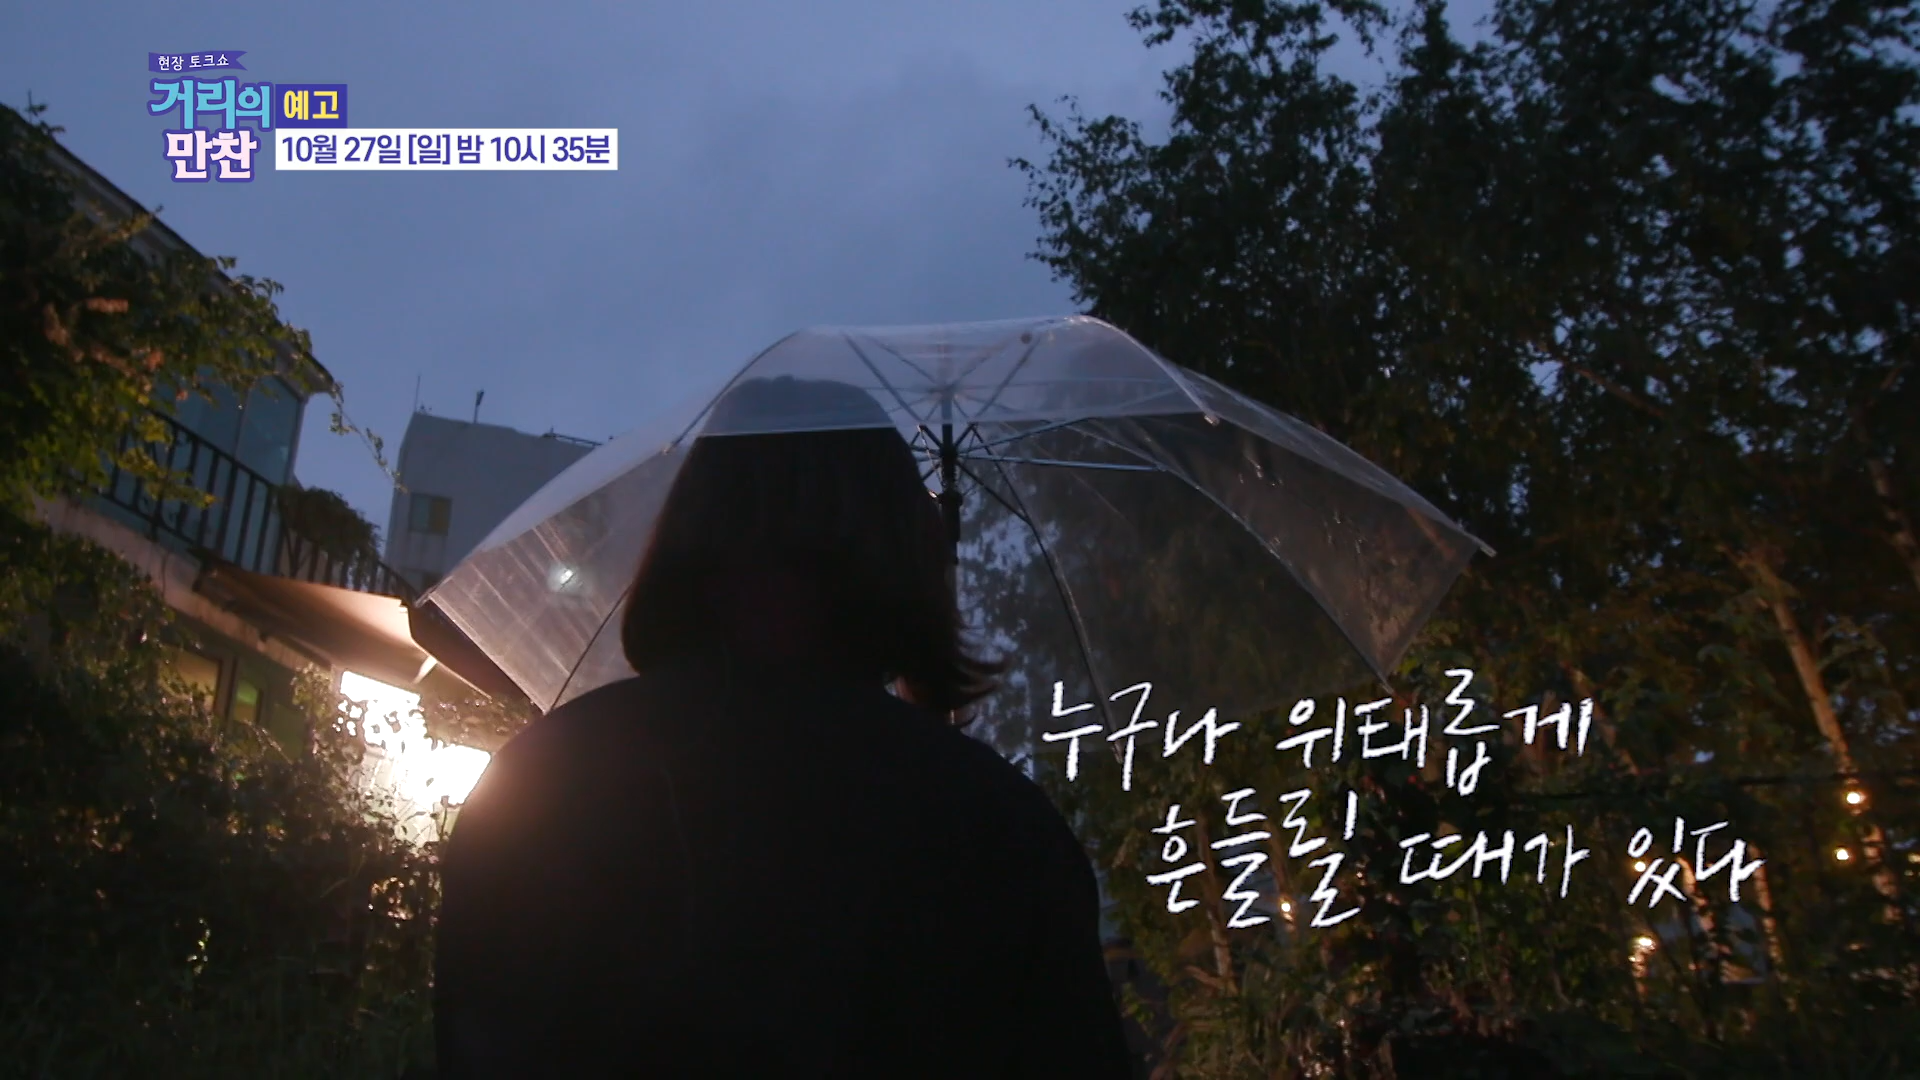 현장 토크쇼
거리의
만찬
예고
10월 27일 [일] 밤 10시 35분
누구나 위태롭게
흔들릴 때가 있다